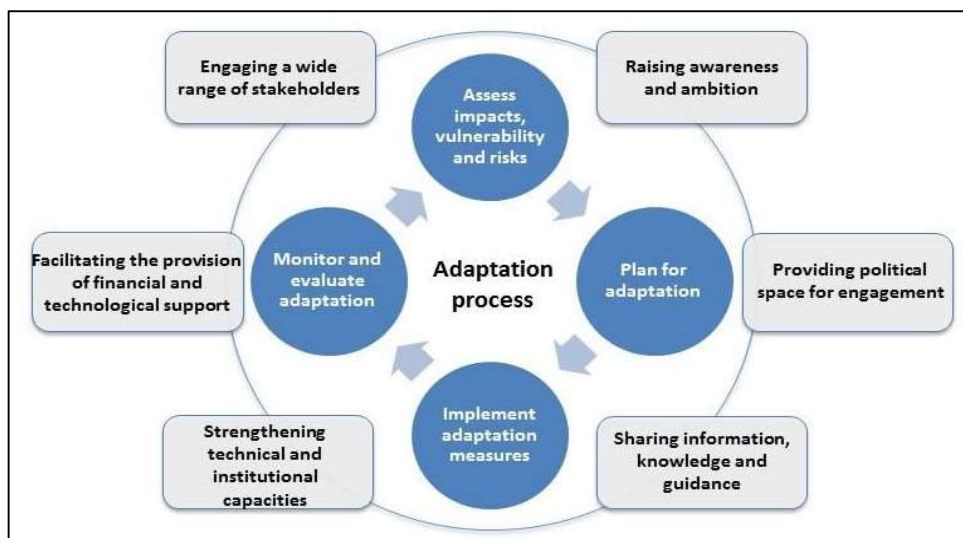 Engaging a wide
range of stakeholders
Assess
impacts,
vulnerability
and risks
Raising awareness
and ambition
Facilitating the provision
of financial and
technological support
Monitor and
evaluate
adaptation
Adaptation
process
Plan for
adaptation
Providing political
space for engagement
Strengthening
technical and
institutional
capacities
Implement
adaptation
measures
Sharing information,
knowledge and
guidance